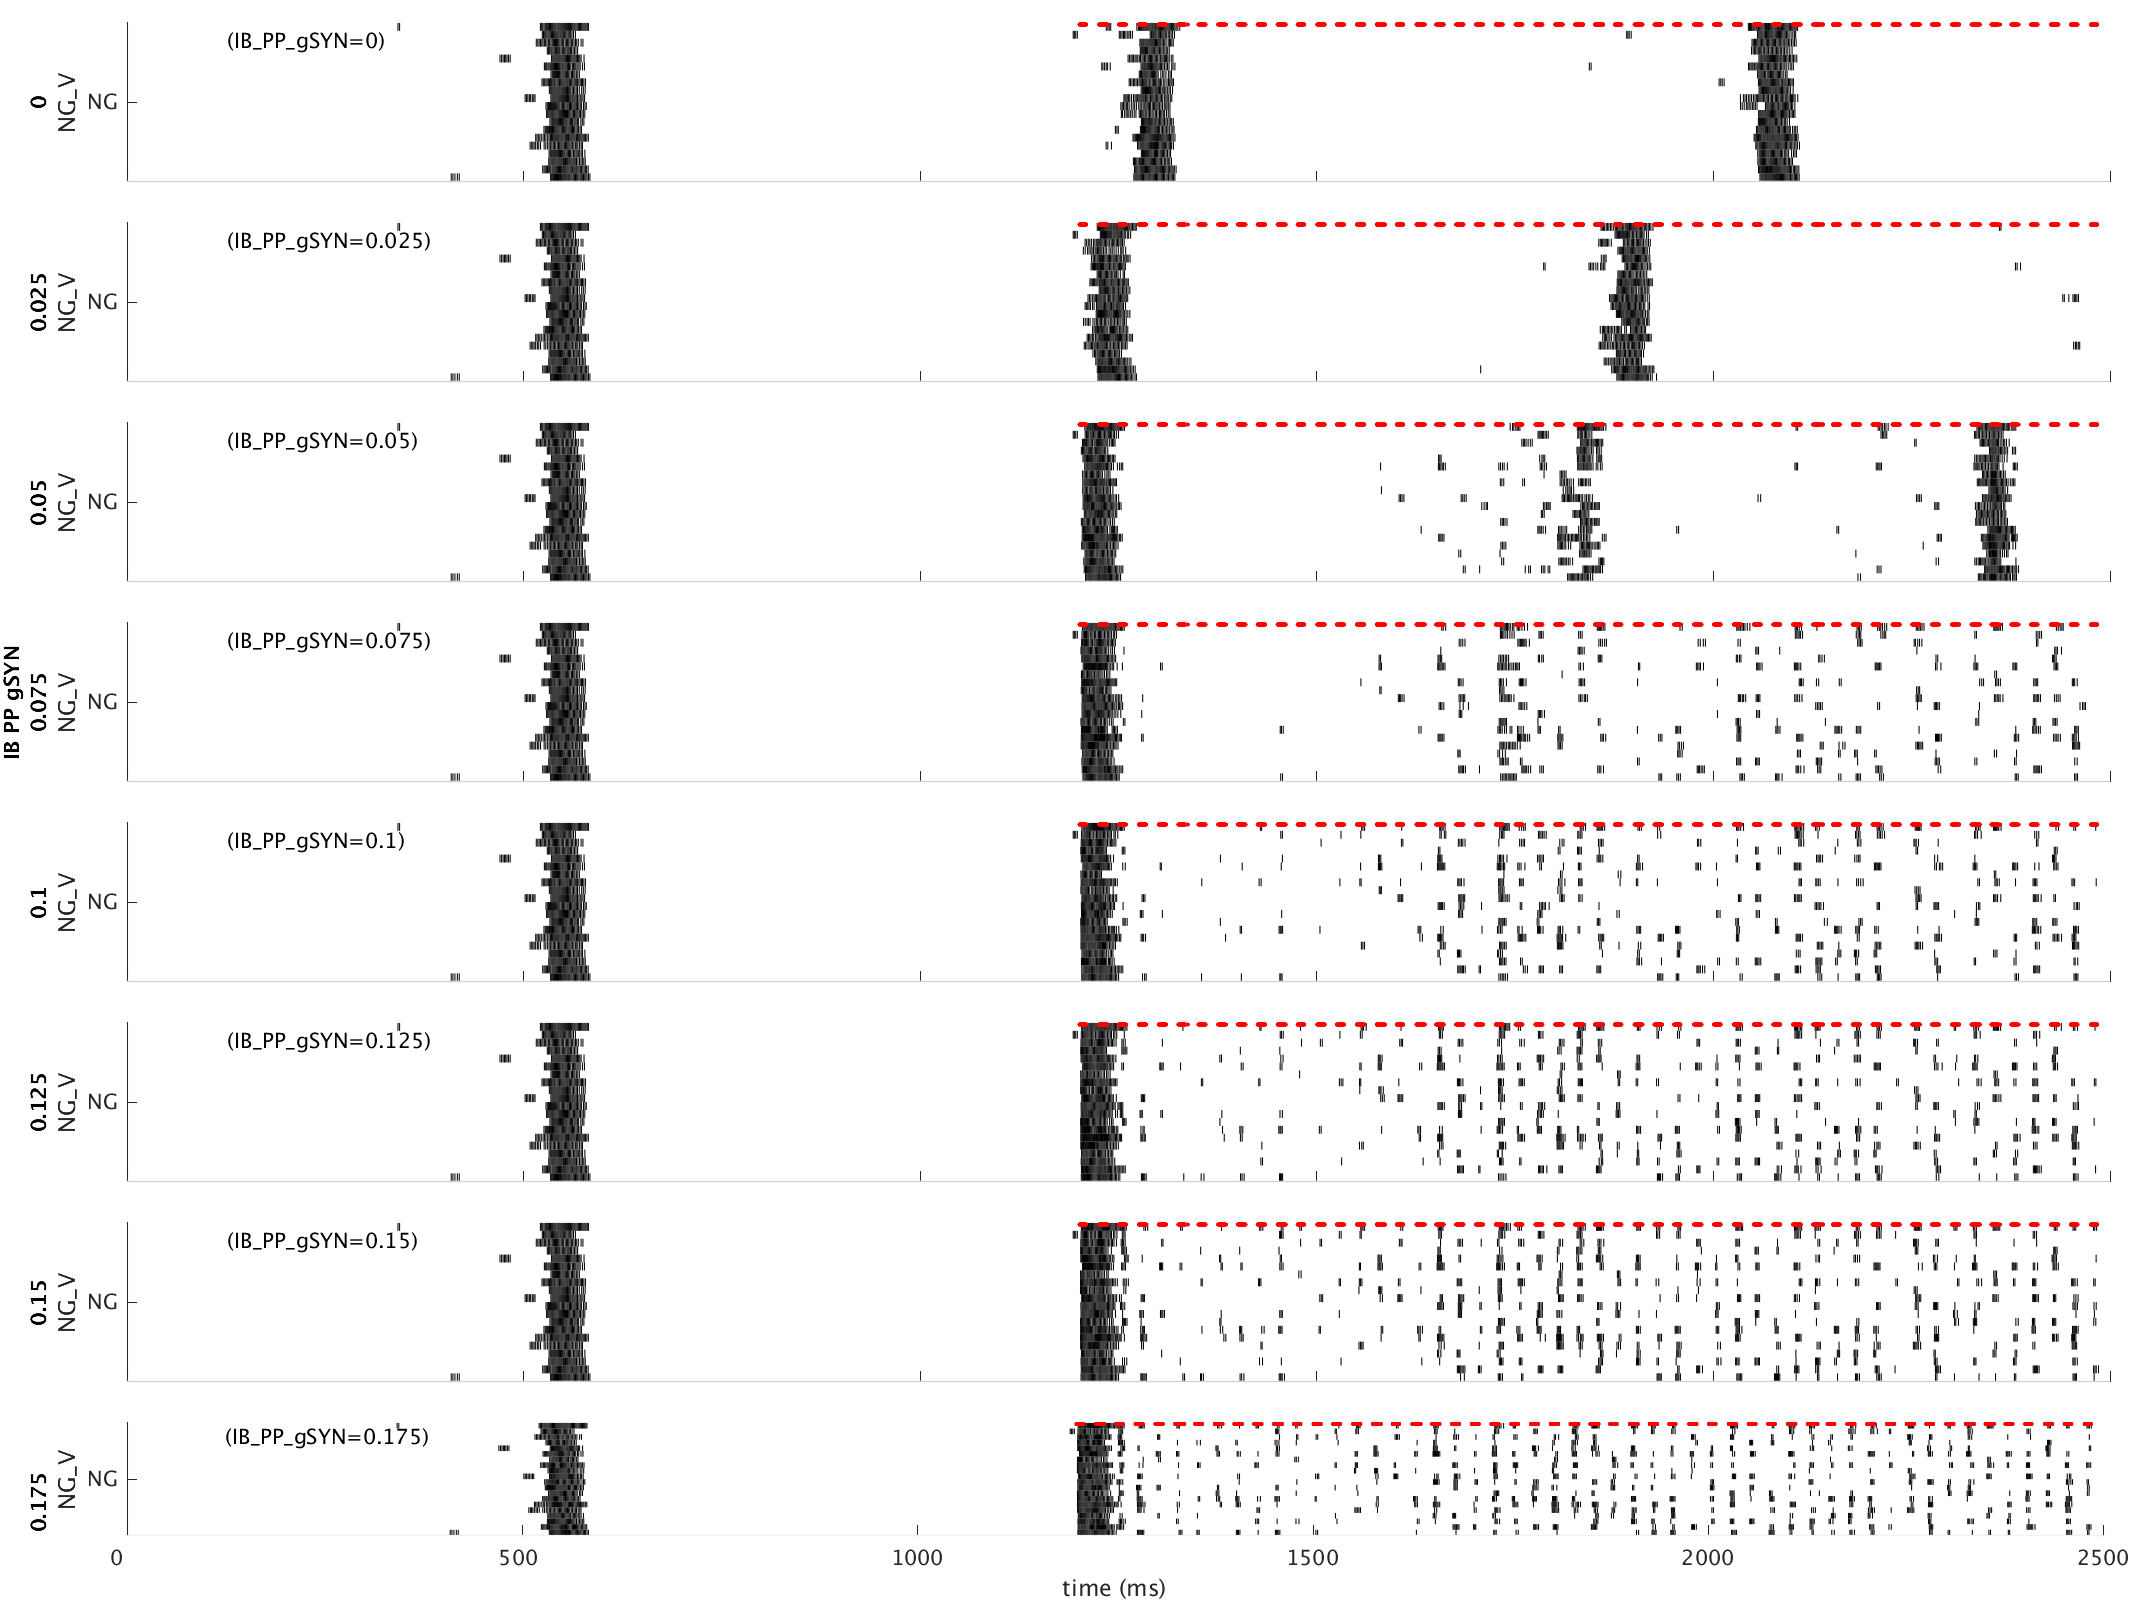 IB PP gSYN
0
NG_V
NG
(IB_PP_gSYN=0)
0.025
NG_V
NG
(IB_PP_gSYN=0.025)
0.05
NG_V
NG
(IB_PP_gSYN=0.05)
0.075
NG_V
NG
(IB_PP_gSYN=0.075)
0.1
NG_V
NG
(IB_PP_gSYN=0.1)
0.125
NG_V
NG
(IB_PP_gSYN=0.125)
0.15
NG_V
NG
(IB_PP_gSYN=0.15)
0.175
NG_V
NG
(IB_PP_gSYN=0.175)
0 500 1000 1500 2000 2500
time (ms)